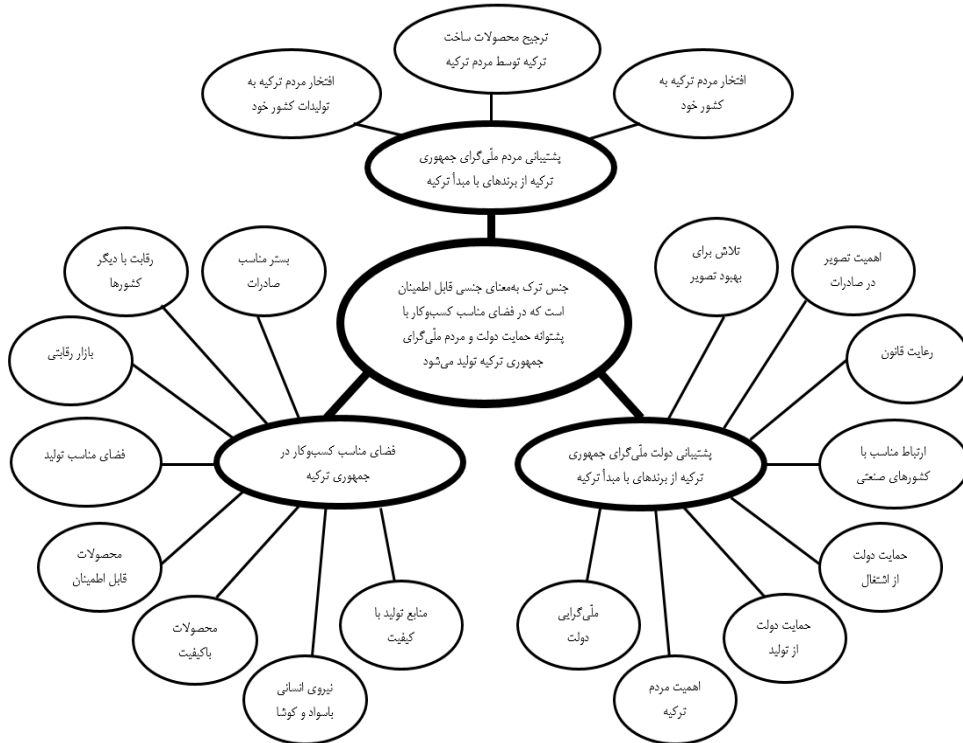 ترجیح محصولات ساخت
ترکیه توسط مردم ترکیه
افتخار مردم ترکیه به
کشور خود
افتخار مردم ترکیه به
تولیدات کشور خود
پشتیبانی مردم ملّی‌گرای جمهوری
ترکیه از برندهای با مبدأ ترکیه
جنس ترک به‌معنای جنسی قابل اطمینان
است که در فضای مناسب کسب‌وکار با
پشتوانه حمایت دولت و مردم ملّی‌گرای
جمهوری ترکیه تولید می‌شود
تلاش برای
بهبود تصویر
اهمیت تصویر
در صادرات
رعایت قانون
ارتباط مناسب با
کشورهای صنعتی
حمایت دولت
از اشتغال
حمایت دولت
از تولید
اهمیت مردم
ترکیه
ملّی‌گرایی
دولت
پشتیبانی دولت ملّی‌گرای جمهوری
ترکیه از برندهای با مبدأ ترکیه
فضای مناسب کسب‌وکار در
جمهوری ترکیه
بستر مناسب
صادرات
رقابت با دیگر
کشورها
بازار رقابتی
فضای مناسب تولید
محصولات
قابل اطمینان
محصولات
باکیفیت
نیروی انسانی
باسواد و کوشا
منابع تولید با
کیفیت